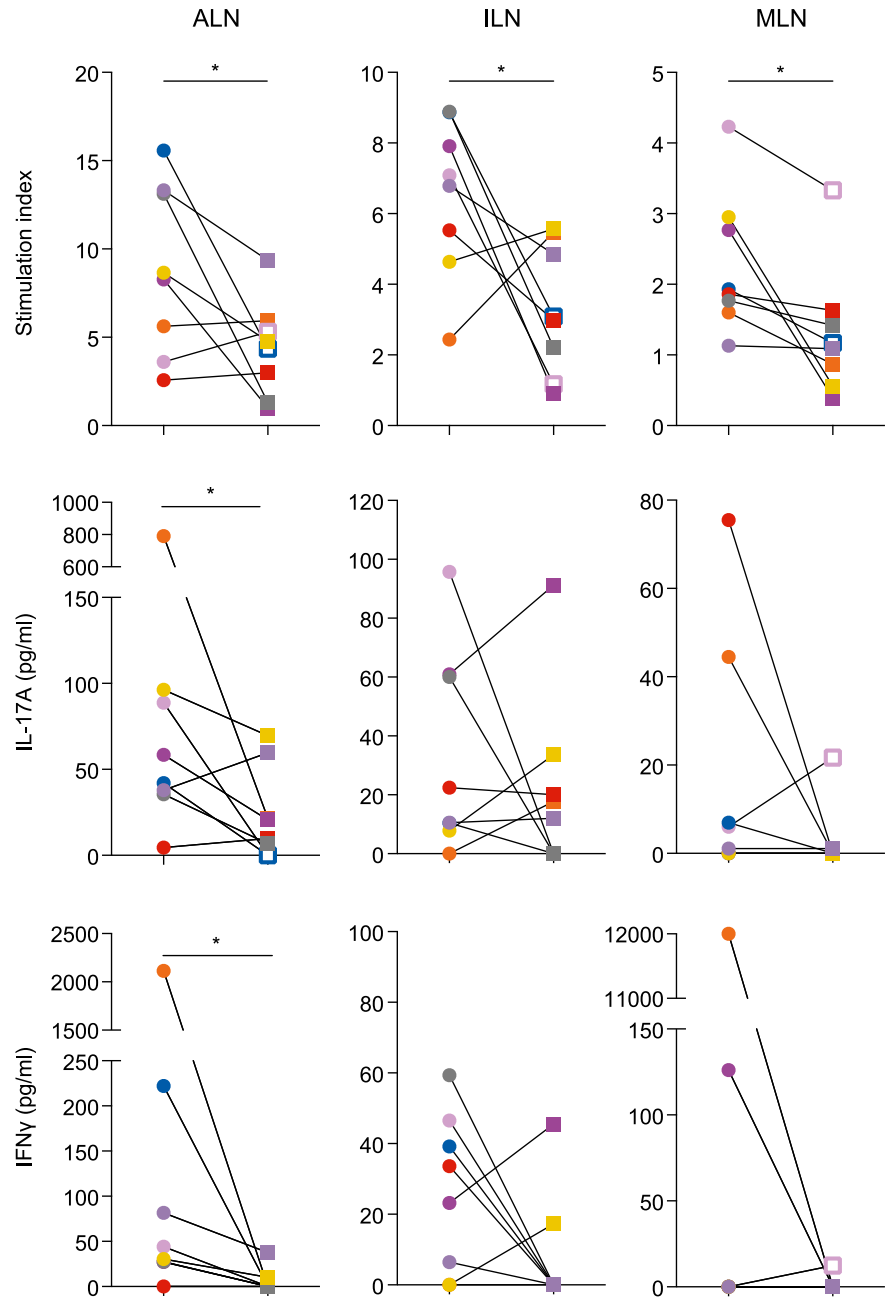 ALN ILN MLN
* * *
20 10 5
15 8 4
10 6 3
5 4 2
0 2 1
0 0
Stimulation index
* 
1000 120 80
800 100 60
600 80 40
150 60 20
100 40 0
50 20
0 0
IL-17A (pg/ml)
*
2500 100 12000
2000 80 11000
1500 60 150
250 40 100
200 20 50
150 0 0
100
50
0
IFNγ (pg/ml)